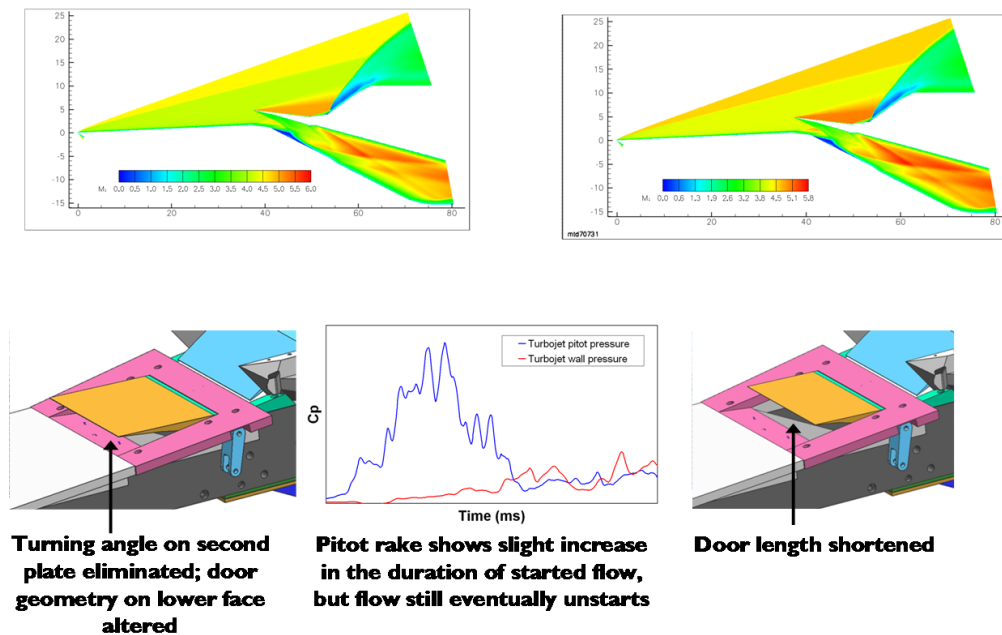 25
20
15
10
5
0
-5
-10
-15
0 20 40 60 80
M: 0.0 0.5 1.0 1.5 2.0 2.5 3.0 3.5 4.0 4.5 5.0 5.5 6.0
25
20
15
10
5
0
-5
-10
-15
0 20 40 60 80
M: 0.0 0.6 1.3 1.9 2.6 3.2 3.8 4.5 5.1 5.8
mtd70731
Turbojet pitot pressure
Turbojet wall pressure
Cp
Time (ms)
Turning angle on second
plate eliminated; door
geometry on lower face
altered
Pitot rake shows slight increase
in the duration of started flow,
but flow still eventually unstarts
Door length shortened